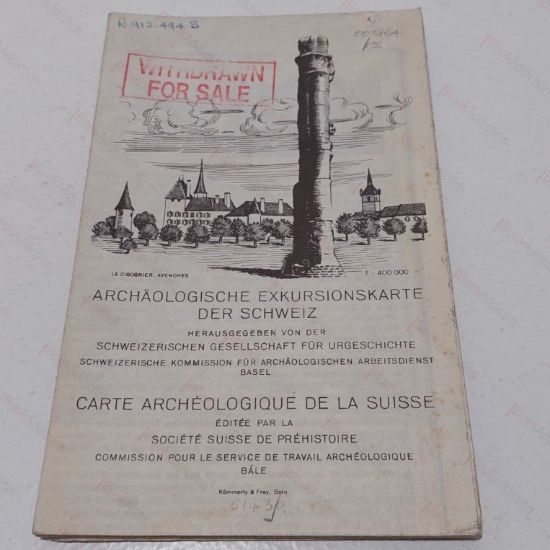 R 912.494 S
WITHDRAWN
FOR SALE
LE CIGOGNIER, AVENCHES
1 : 400 000
ARCHÄOLOGISCHE EXKURSIONSKARTE
DER SCHWEIZ
HERAUSGEGEBEN VON DER
SCHWEIZERISCHEN GESELLSCHAFT FÜR URGESCHICHTE
SCHWEIZERISCHE KOMMISSION FÜR ARCHÄOLOGISCHEN ARBEITSDIENST
BASEL
CARTE ARCHÉOLOGIQUE DE LA SUISSE
ÉDITÉE PAR LA
SOCIÉTÉ SUISSE DE PRÉHISTOIRE
COMMISSION POUR LE SERVICE DE TRAVAIL ARCHÉOLOGIQUE
BÂLE
Kümmerly & Frey, Bern